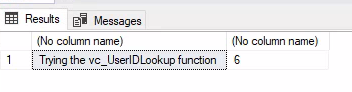 Results Messages
(No column name) (No column name)
1 Trying the vc_UserIDLookup function 6